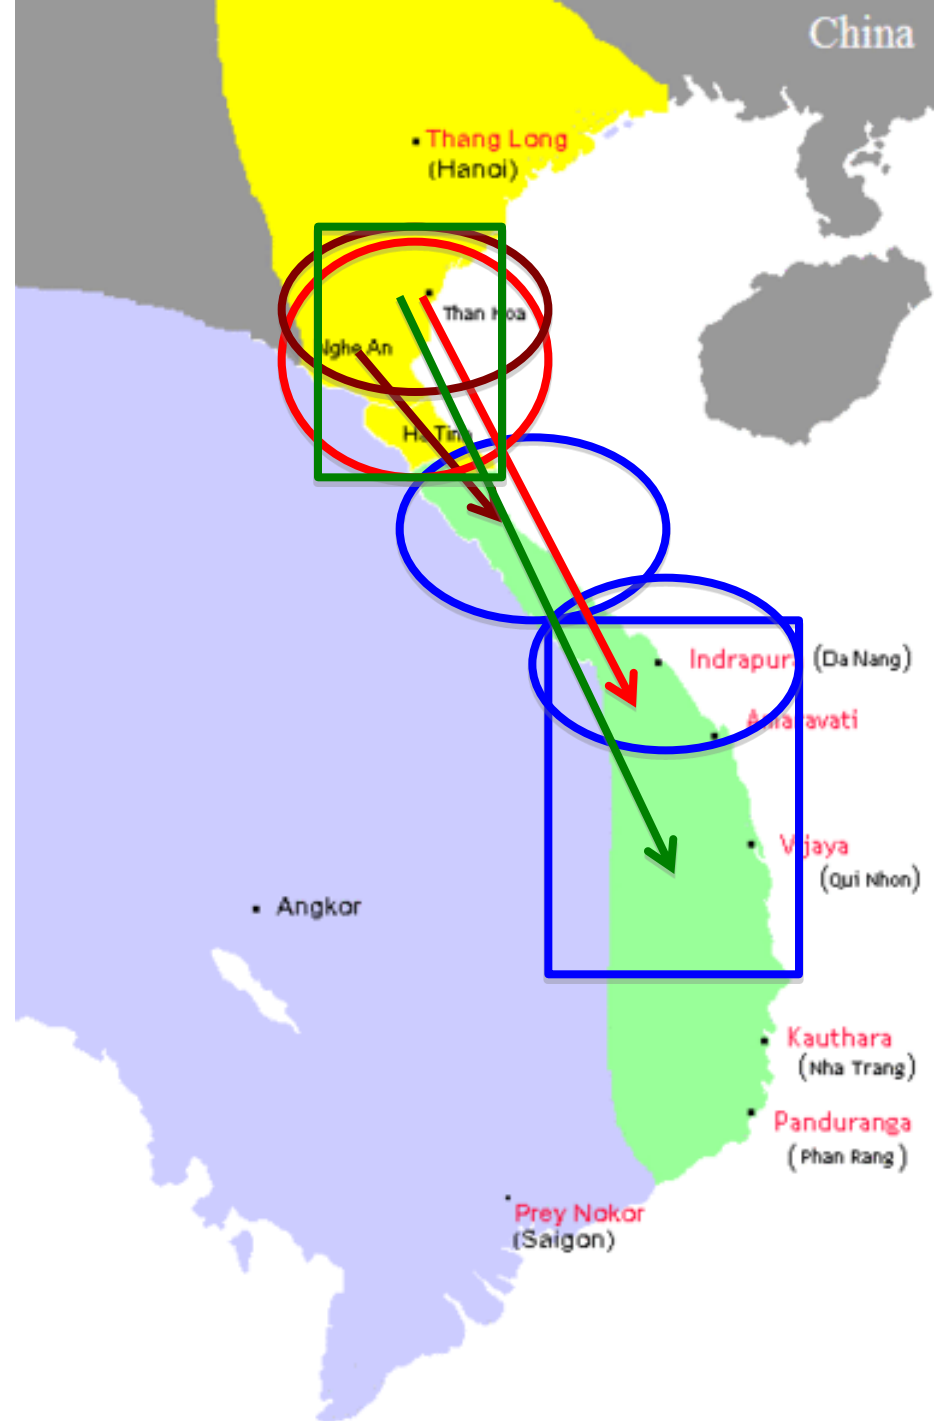 China
Thang Long
(Hanoi)
Than Hoa
Nghe An
Ha Tinh
Indrapura (Da Nang)
Amaravati
Vijaya
(Qui Nhon)
Angkor
Kauthara
(Nha Trang)
Panduranga
(Phan Rang)
Prey Nokor
(Saigon)